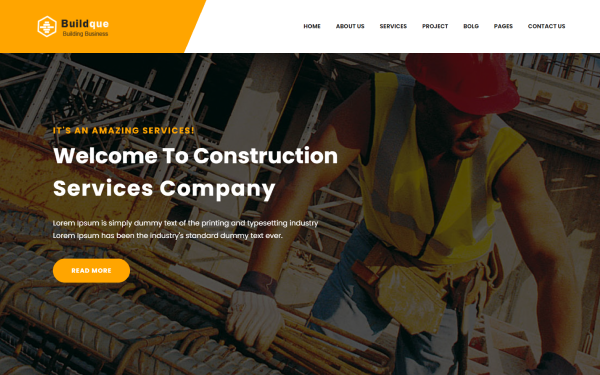 Buildque
Building Business
HOME ABOUT US SERVICES PROJECT BOLG PAGES CONTACT US
IT'S AN AMAZING SERVICES!
Welcome To Construction
Services Company
Lorem Ipsum is simply dummy text of the printing and typesetting industry
Lorem Ipsum has been the industry's standard dummy text ever.
READ MORE